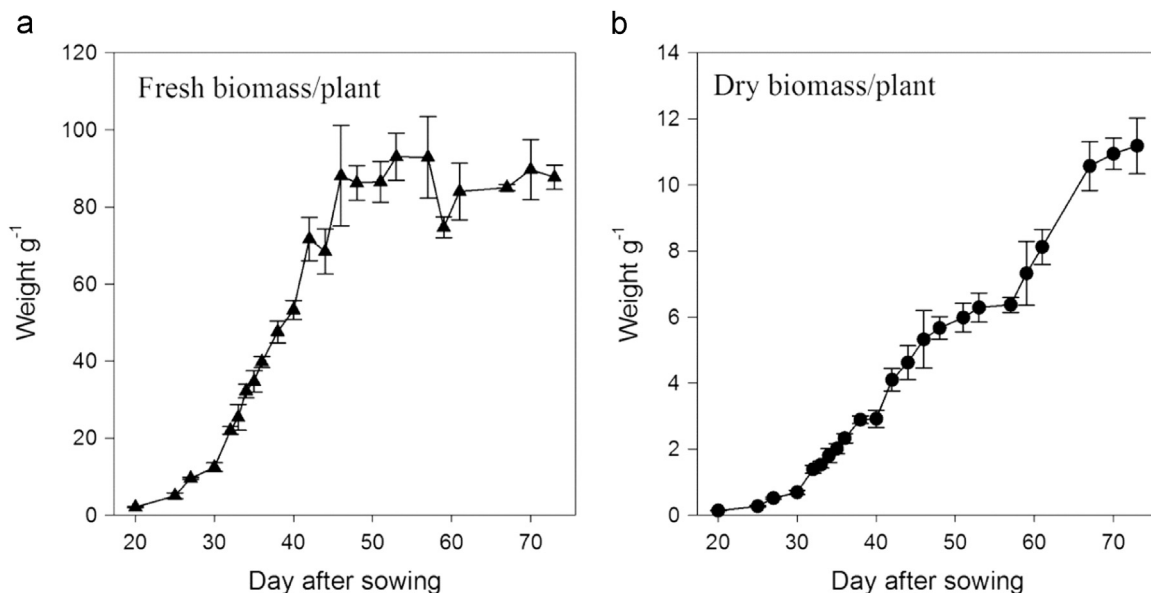 a
120
100
80
60
40
20
0
Weight g⁻¹
Fresh biomass/plant
20 30 40 50 60 70
Day after sowing
b
14
12
10
8
6
4
2
0
Weight g⁻¹
Dry biomass/plant
20 30 40 50 60 70
Day after sowing